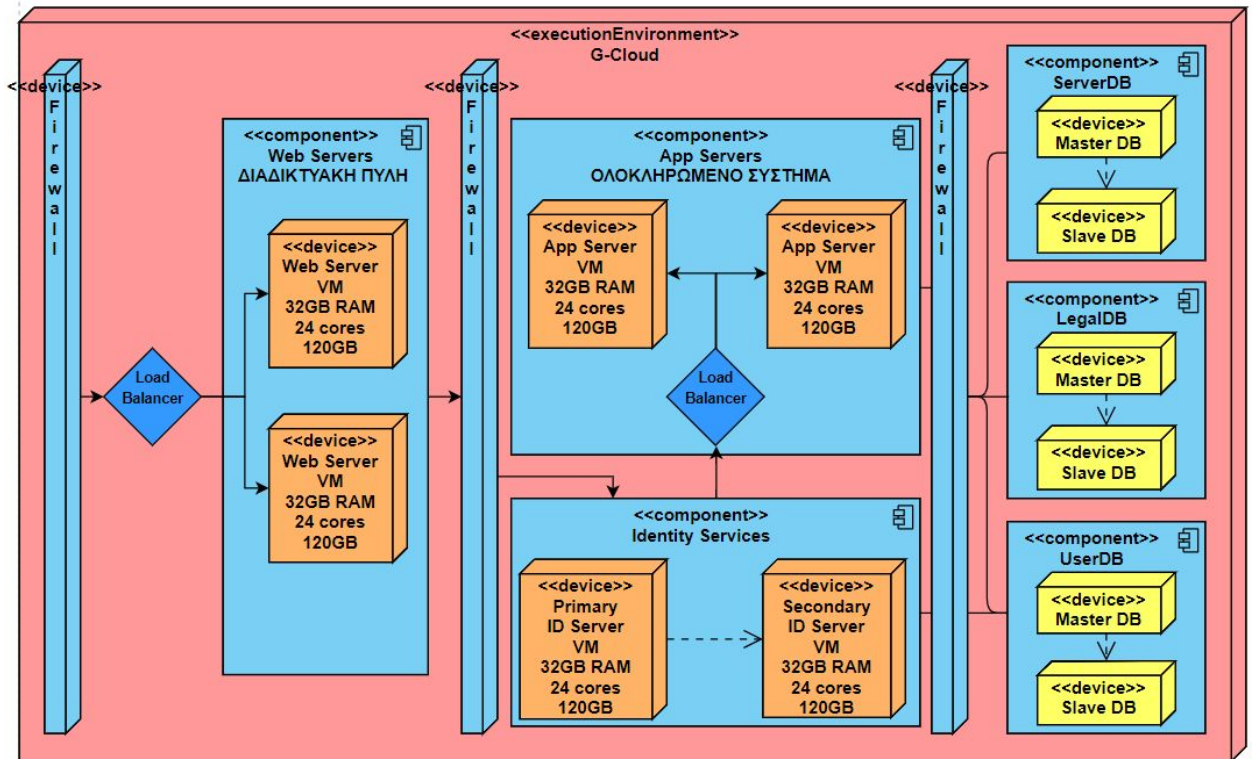 <<executionEnvironment>>
G-Cloud
<<device>>
Firewall
Load
Balancer
<<component>>
Web Servers
ΔΙΑΔΙΚΤΥΑΚΗ ΠΥΛΗ
<<device>>
Web Server
VM
32GB RAM
24 cores
120GB
<<device>>
Web Server
VM
32GB RAM
24 cores
120GB
<<device>>
Firewall
<<component>>
App Servers
ΟΛΟΚΛΗΡΩΜΕΝΟ ΣΥΣΤΗΜΑ
<<device>>
App Server
VM
32GB RAM
24 cores
120GB
<<device>>
App Server
VM
32GB RAM
24 cores
120GB
Load
Balancer
<<component>>
Identity Services
<<device>>
Primary
ID Server
VM
32GB RAM
24 cores
120GB
<<device>>
Secondary
ID Server
VM
32GB RAM
24 cores
120GB
<<device>>
Firewall
<<component>>
ServerDB
<<device>>
Master DB
<<device>>
Slave DB
<<component>>
LegalDB
<<device>>
Master DB
<<device>>
Slave DB
<<component>>
UserDB
<<device>>
Master DB
<<device>>
Slave DB